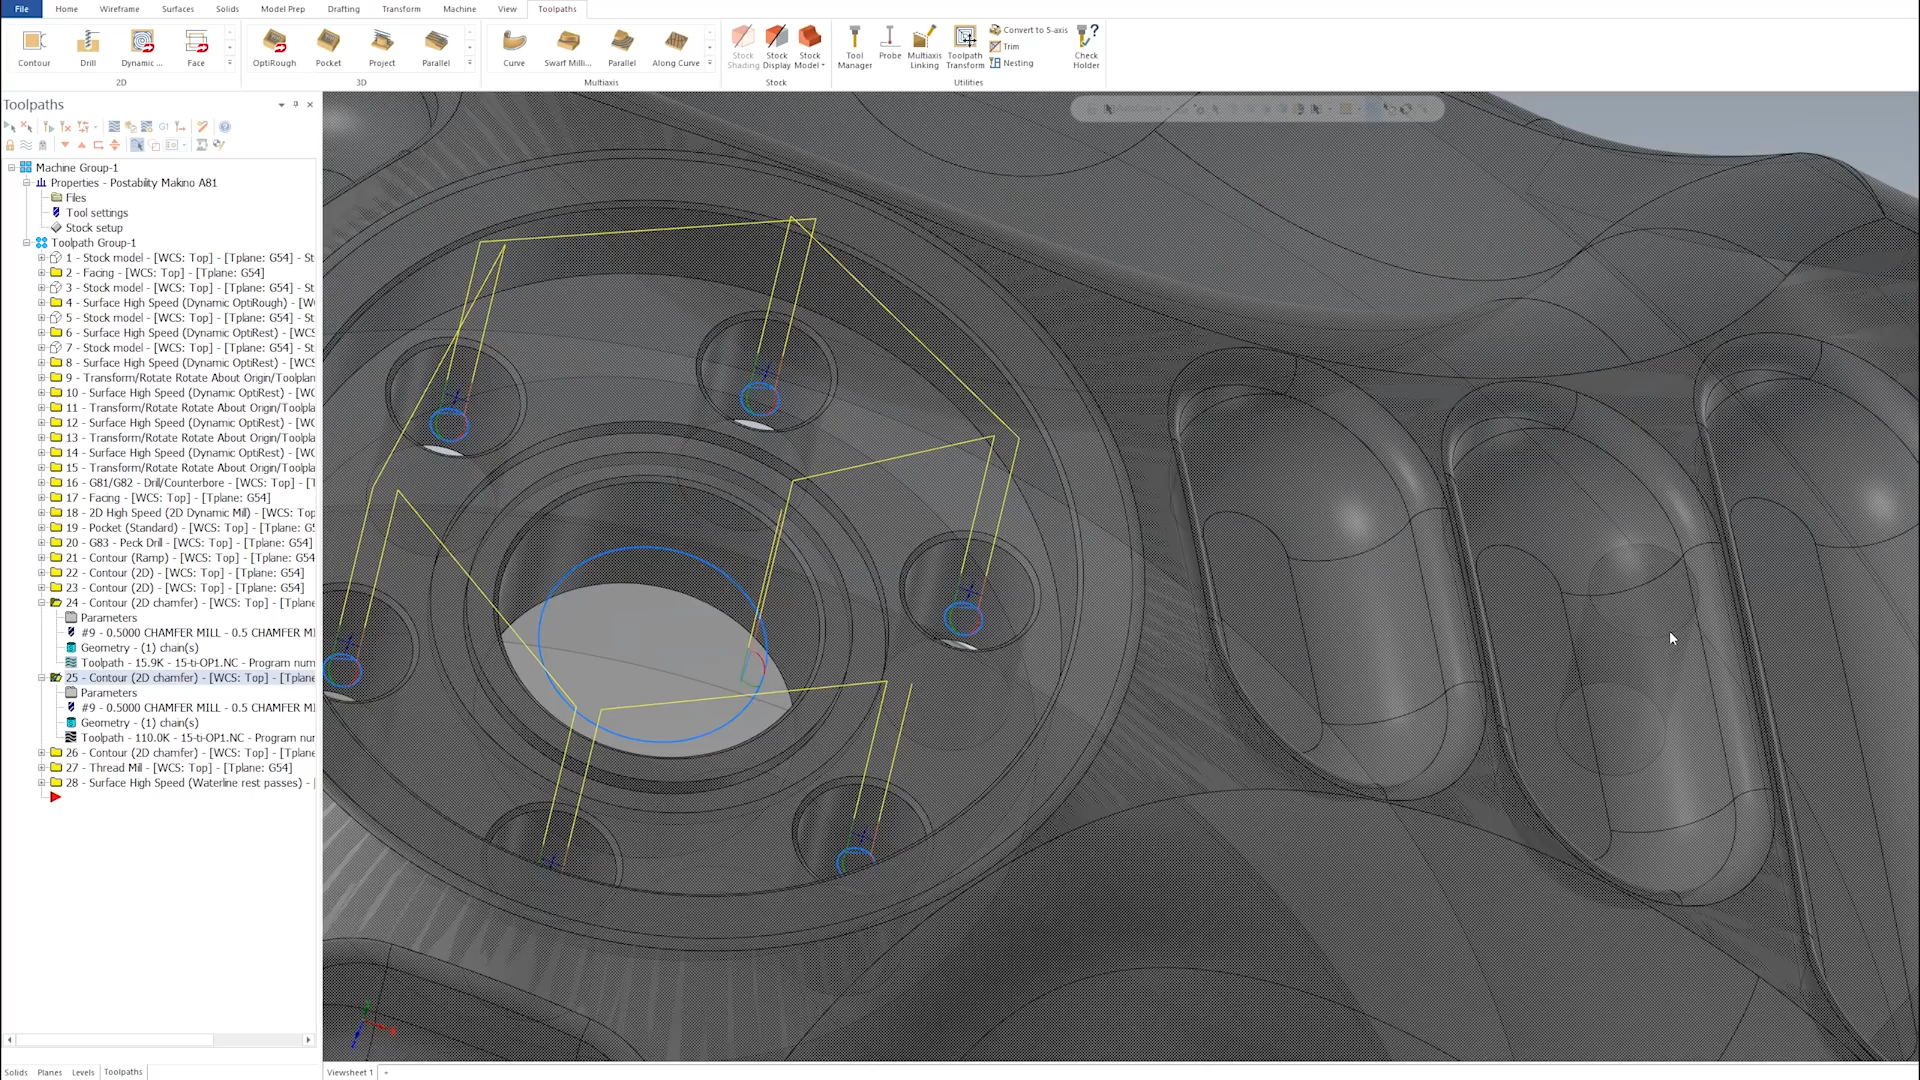 File Home Wireframe Surfaces Solids Model Prep Drafting Transform Machine View Toolpaths
Contour Drill Dynamic ... Face OptiRough Pocket Project Parallel Curve Swarf Milli... Parallel Along Curve Stock Shading Stock Display Stock Model Tool Manager Probe Multiaxis Linking Toolpath Transform Convert to 5-axis Trim Nesting Check Holder
2D 3D Multiaxis Stock Utilities
Toolpaths
G1
Machine Group-1
Properties - Postability Makino A81
Files
Tool settings
Stock setup
Toolpath Group-1
1 - Stock model - [WCS: Top] - [Tplane: G54] - St
2 - Facing - [WCS: Top] - [Tplane: G54]
3 - Stock model - [WCS: Top] - [Tplane: G54] - St
4 - Surface High Speed (Dynamic OptiRough) - [W
5 - Stock model - [WCS: Top] - [Tplane: G54] - St
6 - Surface High Speed (Dynamic OptiRest) - [WCS
7 - Stock model - [WCS: Top] - [Tplane: G54] - St
8 - Surface High Speed (Dynamic OptiRest) - [WCS
9 - Transform/Rotate Rotate About Origin/Toolplan
10 - Surface High Speed (Dynamic OptiRest) - [WC
11 - Transform/Rotate Rotate About Origin/Toolpla
12 - Surface High Speed (Dynamic OptiRest) - [WC
13 - Transform/Rotate Rotate About Origin/Toolpla
14 - Surface High Speed (Dynamic OptiRest) - [WC
15 - Transform/Rotate Rotate About Origin/Toolpla
16 - G81/G82 - Drill/Counterbore - [WCS: Top] - [T
17 - Facing - [WCS: Top] - [Tplane: G54]
18 - 2D High Speed (2D Dynamic Mill) - [WCS: Top
19 - Pocket (Standard) - [WCS: Top] - [Tplane: G5
20 - G83 - Peck Drill - [WCS: Top] - [Tplane: G54]
21 - Contour (Ramp) - [WCS: Top] - [Tplane: G54
22 - Contour (2D) - [WCS: Top] - [Tplane: G54]
23 - Contour (2D) - [WCS: Top] - [Tplane: G54]
24 - Contour (2D chamfer) - [WCS: Top] - [Tplane
Parameters
#9 - 0.5000 CHAMFER MILL - 0.5 CHAMFER MI
Geometry - (1) chain(s)
Toolpath - 15.9K - 15-ti-OP1.NC - Program num
25 - Contour (2D chamfer) - [WCS: Top] - [Tplane
Parameters
#9 - 0.5000 CHAMFER MILL - 0.5 CHAMFER MI
Geometry - (1) chain(s)
Toolpath - 110.0K - 15-ti-OP1.NC - Program nur
26 - Contour (2D chamfer) - [WCS: Top] - [Tplane
27 - Thread Mill - [WCS: Top] - [Tplane: G54]
28 - Surface High Speed (Waterline rest passes) - [
Solids Planes Levels Toolpaths Viewsheet 1 +